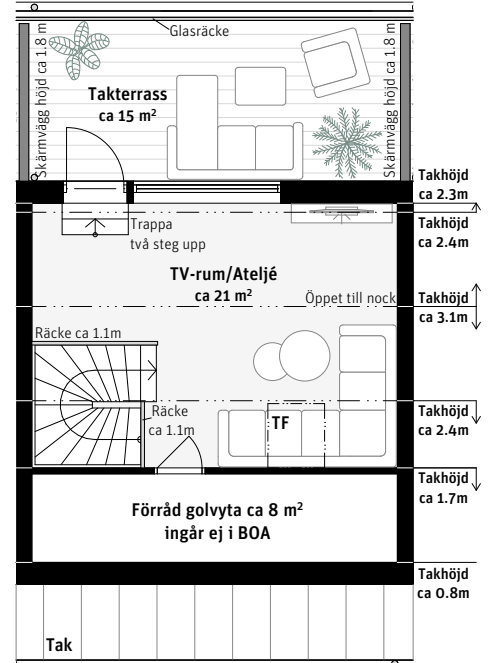 Glasräcke
Skärmvägg höjd ca 1.8 m
Skärmvägg höjd ca 1.8 m
Takterrass
ca 15 m²
Takhöjd
ca 2.3m
Trappa
två steg upp
Takhöjd
ca 2.4m
TV-rum/Ateljé
ca 21 m²
Öppet till nock
Takhöjd
ca 3.1m
Räcke ca 1.1m
Räcke
ca 1.1m
TF
Takhöjd
ca 2.4m
Takhöjd
ca 1.7m
Förråd golvyta ca 8 m²
ingår ej i BOA
Takhöjd
ca 0.8m
Tak